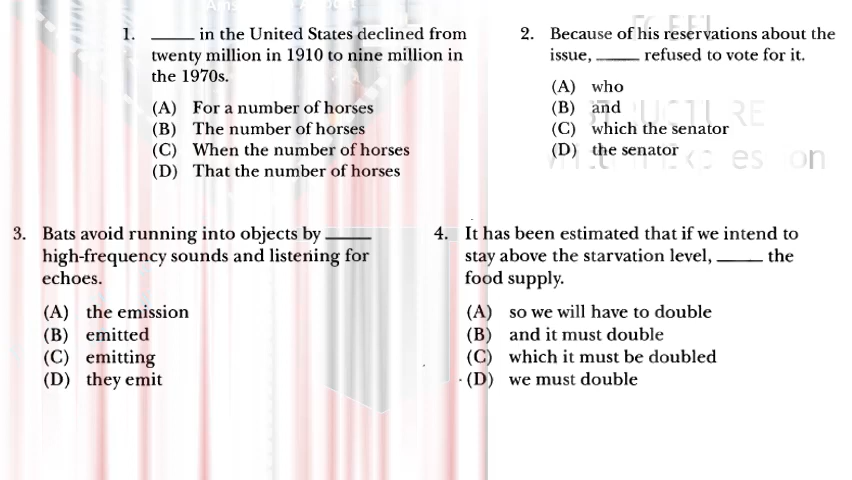 1. _____ in the United States declined from
twenty million in 1910 to nine million in
the 1970s.
(A) For a number of horses
(B) The number of horses
(C) When the number of horses
(D) That the number of horses
2. Because of his reservations about the
issue, _____ refused to vote for it.
(A) who
(B) and
(C) which the senator
(D) the senator
3. Bats avoid running into objects by _____
high-frequency sounds and listening for
echoes.
(A) the emission
(B) emitted
(C) emitting
(D) they emit
4. It has been estimated that if we intend to
stay above the starvation level, _____ the
food supply.
(A) so we will have to double
(B) and it must double
(C) which it must be doubled
(D) we must double